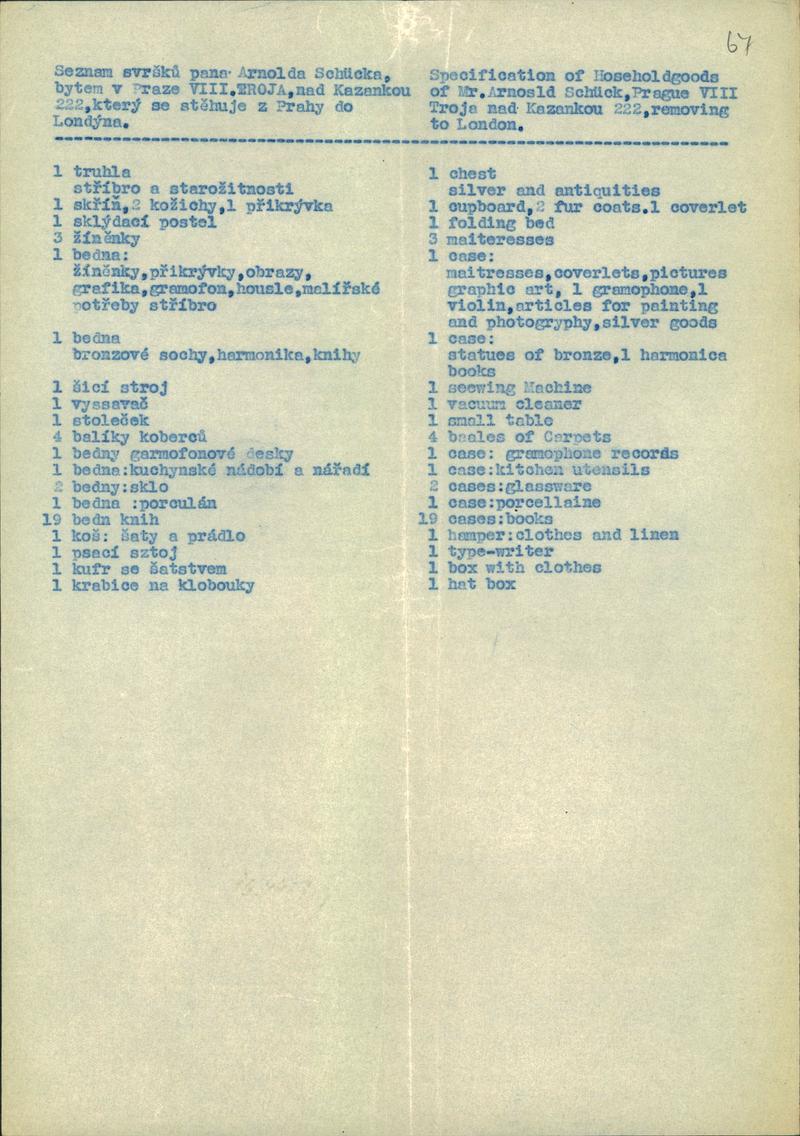 67
Seznam svršků pana Arnolda Schücka,
bytem v Praze VIII.TROJA,nad Kazankou
222,který se stěhuje z Prahy do
Londýna.
Specification of Hoseholdgoods
of Mr.Arnosld Schück,Prague VIII
Troja nad Kazankou 222,removing
to London.
1 truhla
stříbro a starožitnosti
1 skříň,2 kožichy,1 přikrývka
1 sklýdací postel
3 žíněnky
1 bedna:
žíněnky,přikrývky,obrazy,
grafika,gramofon,housle,malířské
potřeby stříbro
1 bedna
bronzové sochy,harmonika,knihy
1 šicí stroj
1 vyssavač
1 stoleček
4 balíky koberců
1 bedny garmofonové desky
1 bedna:kuchynské nádobí a nářadí
2 bedny:sklo
1 bedna :porculán
19 bedn knih
1 koš: šaty a prádlo
1 psací sztoj
1 kufr se šatstvem
1 krabice na klobouky
1 chest
silver and antiquities
1 cupboard,2 fur coats.1 coverlet
1 folding bed
3 maiteresses
1 case:
maitresses,coverlets,pictures
graphic art, 1 gramophone,1
violin,articles for painting
and photogryphy,silver goods
1 case:
statues of bronze,1 harmonica
books
1 seewing Machine
1 vacuum cleaner
1 small table
4 baales of Carpets
1 case: gramophone records
1 case:kitchen utensils
2 cases:glassware
1 case:porcellaine
19 cases:books
1 hamper:clothes and linen
1 type-writer
1 box with clothes
1 hat box